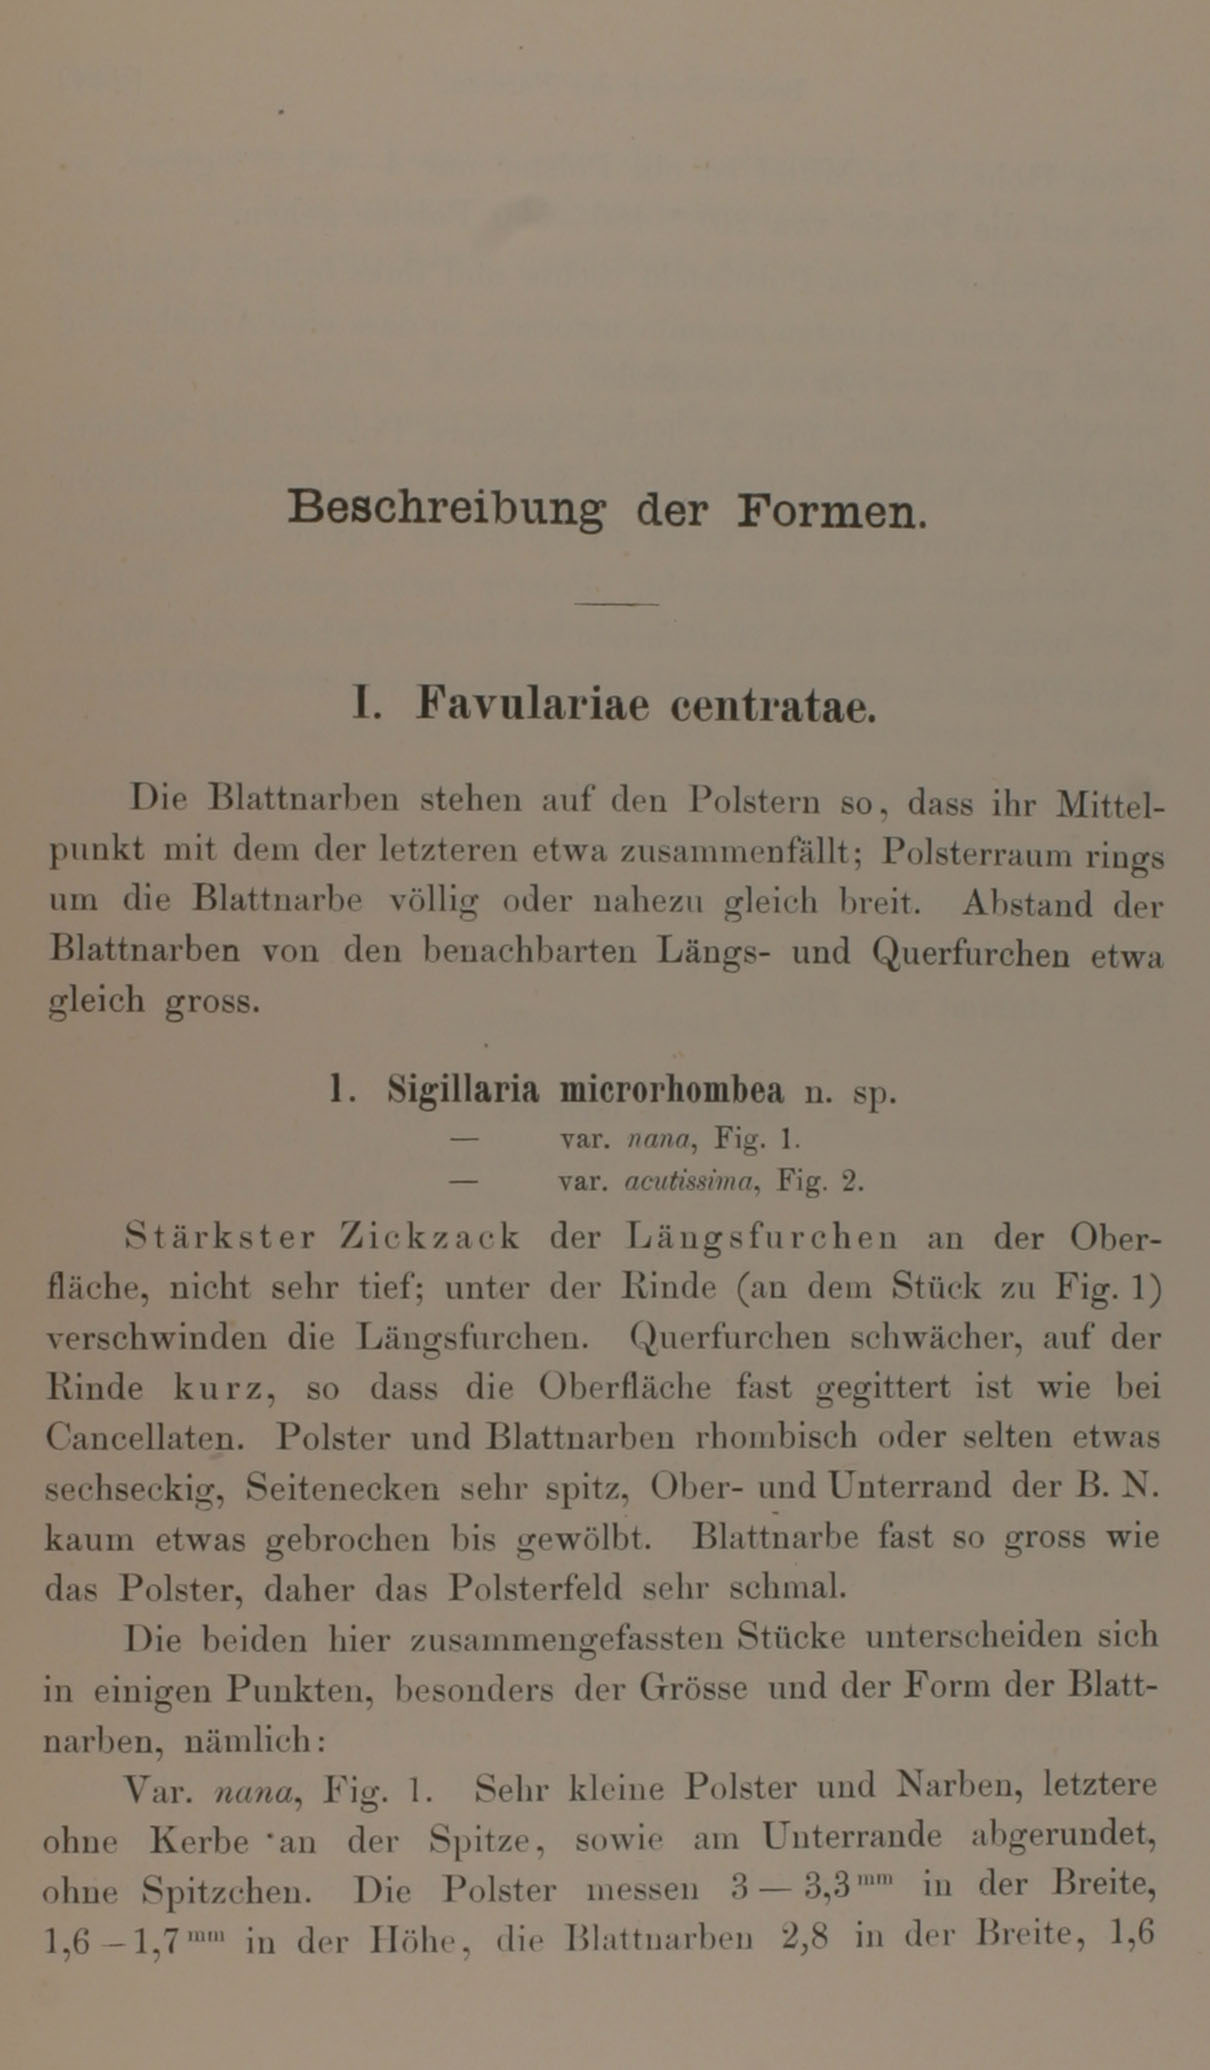 Beschreibung der Formen.
I. Favulariae centratae.
Die Blattnarben stehen auf den Polstern so, dass ihr Mittel-
punkt mit dem der letzteren etwa zusammenfällt; Polsterraum rings
um die Blattnarbe völlig oder nahezu gleich breit. Abstand der
Blattnarben von den benachbarten Längs- und Querfurchen etwa
gleich gross.
1. Sigillaria microrhombea n. sp.
— var. nana, Fig. 1.
— var. acutissima, Fig. 2.
Stärkster Zickzack der Längsfurchen an der Ober-
fläche, nicht sehr tief; unter der Rinde (an dem Stück zu Fig. 1)
verschwinden die Längsfurchen. Querfurchen schwächer, auf der
Rinde kurz, so dass die Oberfläche fast gegittert ist wie bei
Cancellaten. Polster und Blattnarben rhombisch oder selten etwas
sechseckig, Seitenecken sehr spitz, Ober- und Unterrand der B. N.
kaum etwas gebrochen bis gewölbt. Blattnarbe fast so gross wie
das Polster, daher das Polsterfeld sehr schmal.
Die beiden hier zusammengefassten Stücke unterscheiden sich
in einigen Punkten, besonders der Grösse und der Form der Blatt-
narben, nämlich:
Var. nana, Fig. 1. Sehr kleine Polster und Narben, letztere
ohne Kerbe an der Spitze, sowie am Unterrande abgerundet,
ohne Spitzchen. Die Polster messen 3 — 3,3 mm in der Breite,
1,6 – 1,7 mm in der Höhe, die Blattnarben 2,8 in der Breite, 1,6